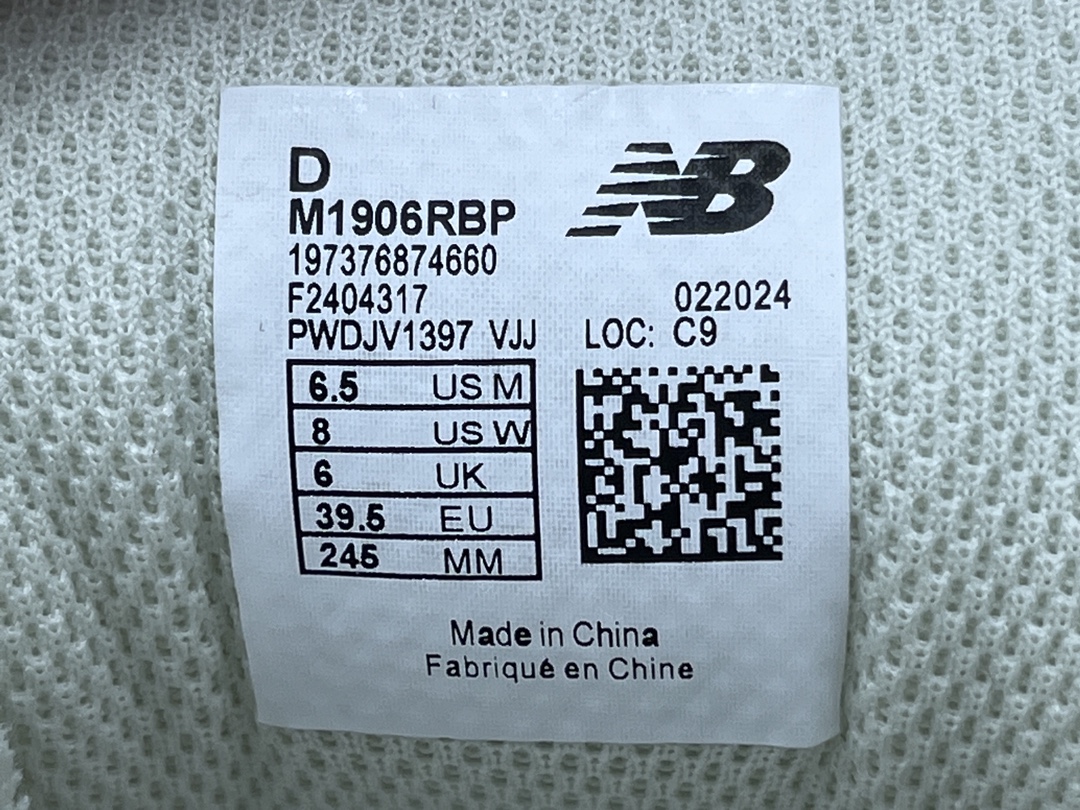 D
NB
M1906RBP
197376874660
F2404317 022024
PWDJV1397 VJJ LOC: C9
6.5 US M
8 US W
6 UK
39.5 EU
245 MM
Made in China
Fabriqué en Chine